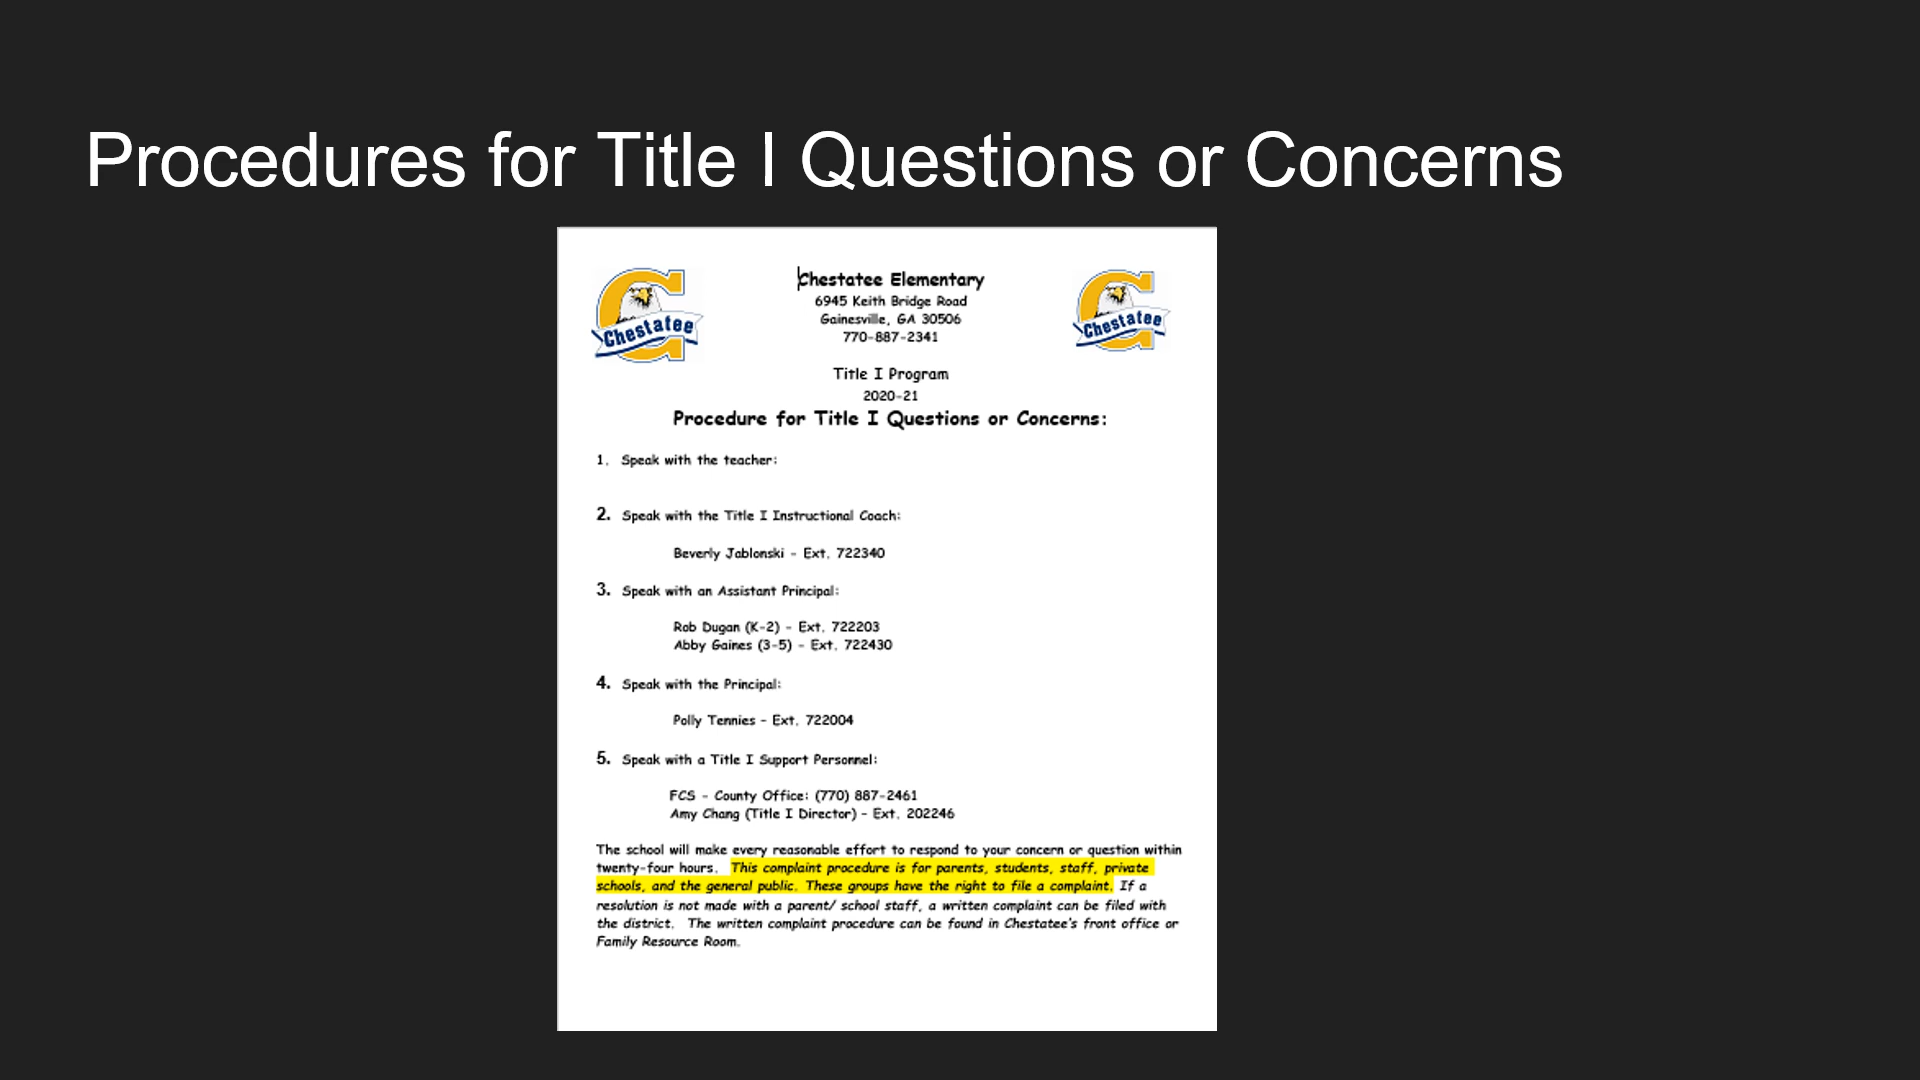 Procedures for Title I Questions or Concerns
Chestatee
Chestatee Elementary
Chestatee
6945 Keith Bridge Road
Gainesville, GA 30506
770-887-2341
Title I Program
2020-21
Procedure for Title I Questions or Concerns:
1. Speak with the teacher:
2. Speak with the Title I Instructional Coach:
Beverly Jablonski - Ext. 722340
3. Speak with an Assistant Principal:
Rob Dugan (K-2) - Ext. 722203
Abby Gaines (3-5) - Ext. 722430
4. Speak with the Principal:
Polly Tennies - Ext. 722004
5. Speak with a Title I Support Personnel:
FCS - County Office: (770) 887-2461
Amy Chang (Title I Director) - Ext. 202246
The school will make every reasonable effort to respond to your concern or question within
twenty-four hours. This complaint procedure is for parents, students, staff, private
schools, and the general public. These groups have the right to file a complaint. If a
resolution is not made with a parent/ school staff, a written complaint can be filed with
the district. The written complaint procedure can be found in Chestatee's front office or
Family Resource Room.